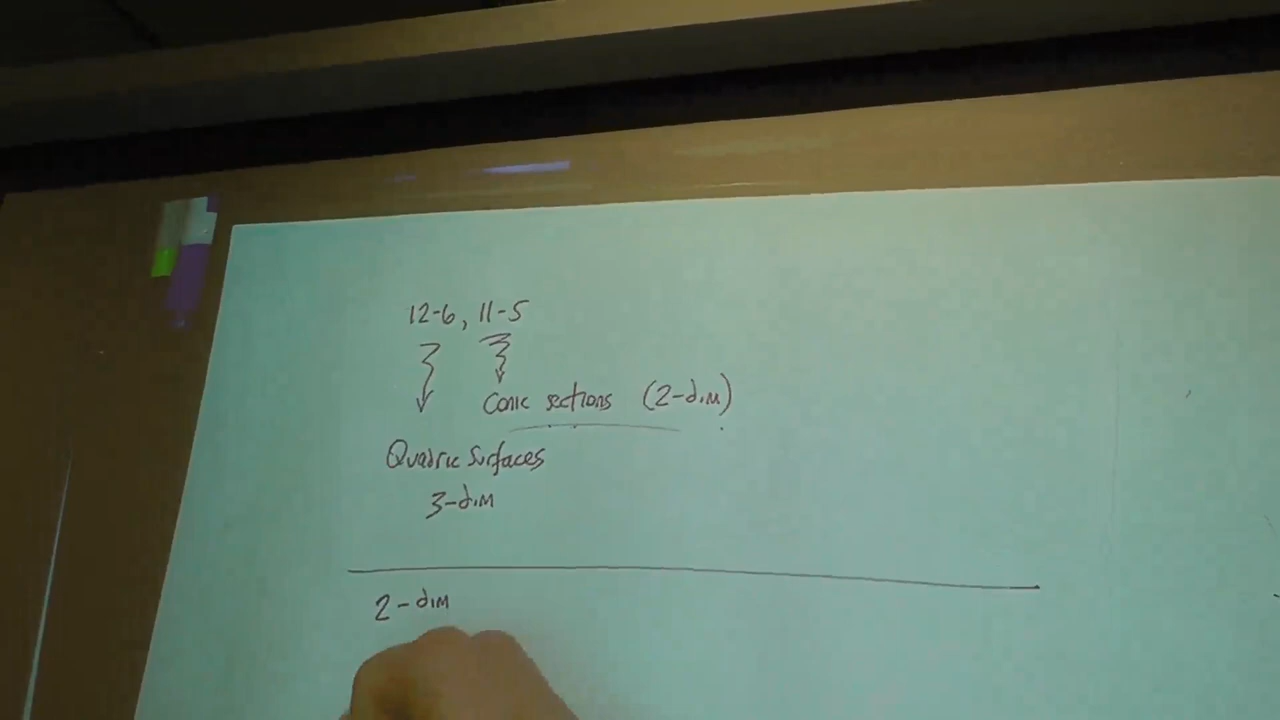 12-6, 11-5
Conic sections (2-dim)
Quadric Surfaces
3-dim
2-dim